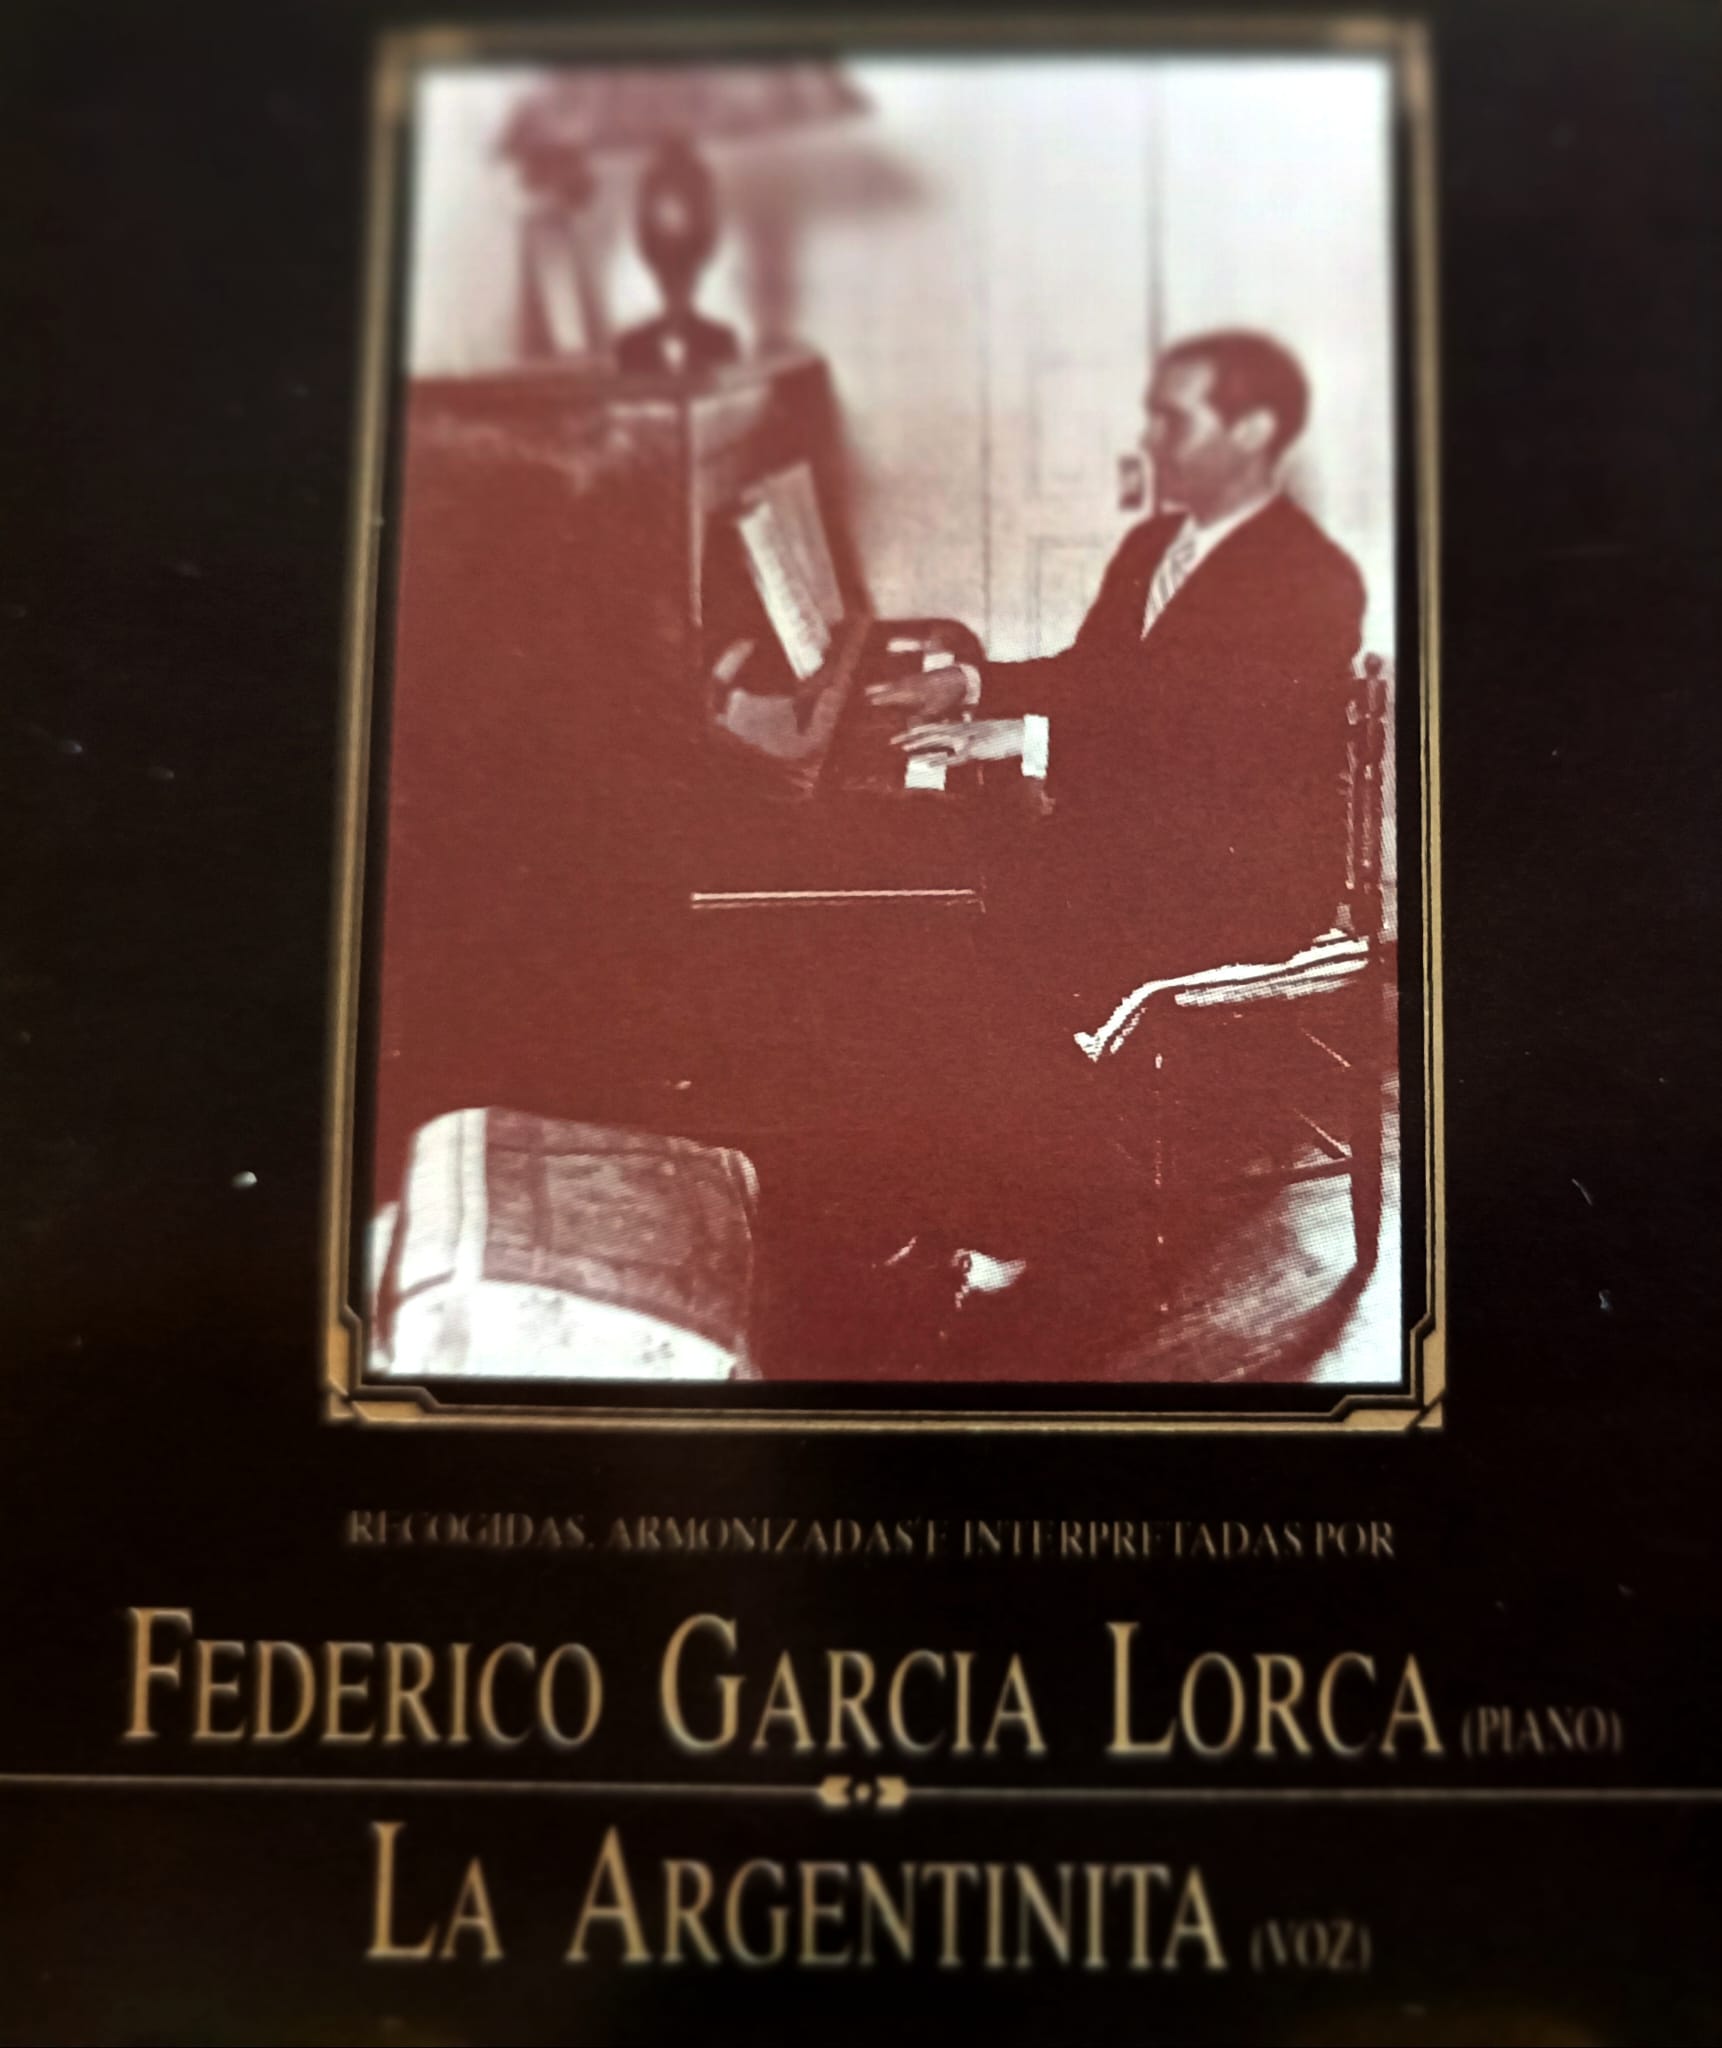 RECOGIDAS, ARMONIZADAS E INTERPRETADAS POR
FEDERICO GARCIA LORCA (PIANO)
LA ARGENTINITA (VOZ)